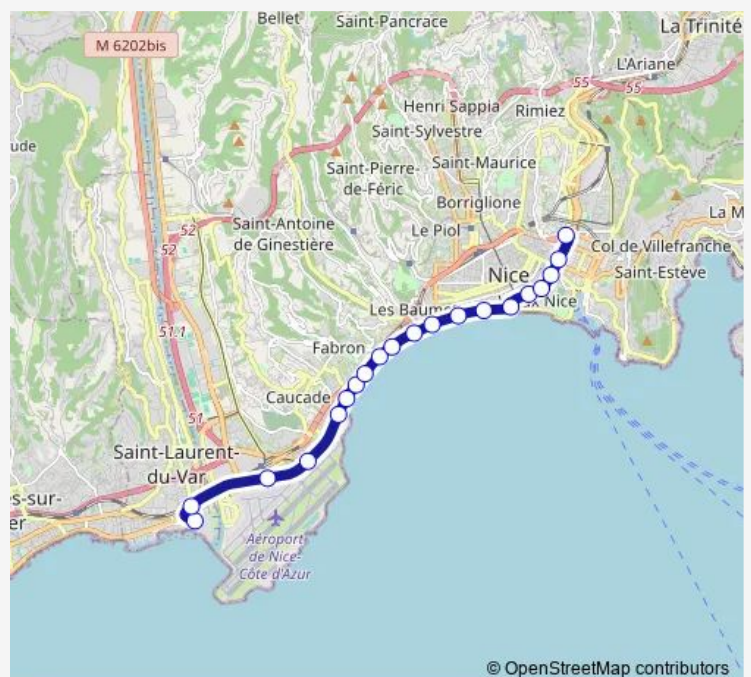 Bellet
Saint-Pancrace
La Trinité
M 6202bis
L'Ariane
55
55
Henri Sappia
Rimiez
Saint-Sylvestre
ude
Saint-Pierre-
de-Féric
Saint-Maurice
Borriglione
La M
Saint-Antoine
de Ginestière
52
Le Piol
52
Col de Villefranche
Nice
Saint-Estève
Les Baume
Nice
51.1
Fabron
Caucade
51
Saint-Laurent-
du-Var
es-sur-
er
Aéroport
de Nice-
Côte d'Azur
© OpenStreetMap contributors